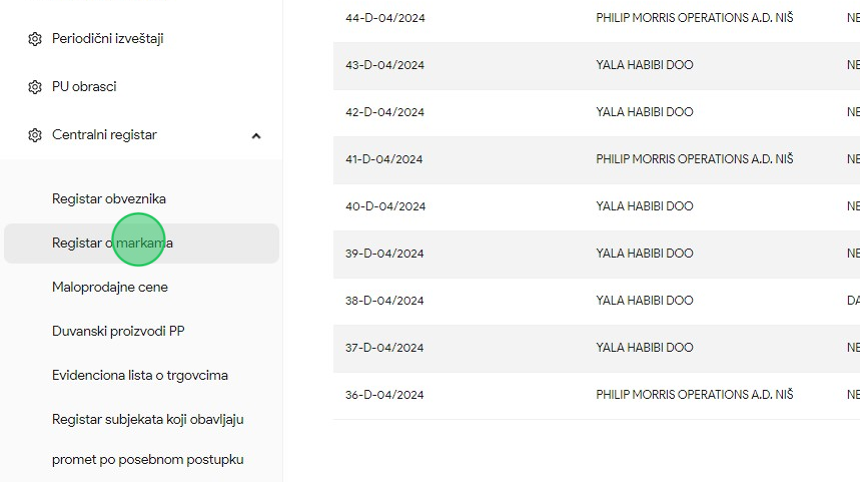 Periodični izveštaji
PU obrasci
Centralni registar
Registar obveznika
Registar o markama
Maloprodajne cene
Duvanski proizvodi PP
Evidenciona lista o trgovcima
Registar subjekata koji obavljaju
promet po posebnom postupku
44-D-04/2024 PHILIP MORRIS OPERATIONS A.D. NIŠ NE
43-D-04/2024 YALA HABIBI DOO NE
42-D-04/2024 YALA HABIBI DOO NE
41-D-04/2024 PHILIP MORRIS OPERATIONS A.D. NIŠ NE
40-D-04/2024 YALA HABIBI DOO NE
39-D-04/2024 YALA HABIBI DOO NE
38-D-04/2024 YALA HABIBI DOO DA
37-D-04/2024 YALA HABIBI DOO NE
36-D-04/2024 PHILIP MORRIS OPERATIONS A.D. NIŠ NE